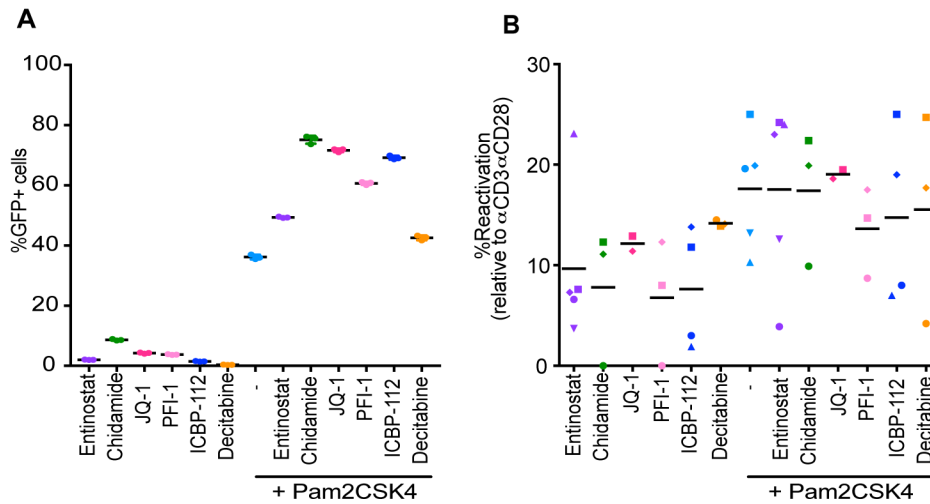 A
%GFP+ cells
100
80
60
40
20
0
Entinostat
Chidamide
JQ-1
PFI-1
ICBP-112
Decitabine
-
Entinostat
Chidamide
JQ-1
PFI-1
ICBP-112
Decitabine
+ Pam2CSK4
B
%Reactivation
(relative to αCD3αCD28)
30
20
10
0
Entinostat
Chidamide
JQ-1
PFI-1
ICBP-112
Decitabine
-
Entinostat
Chidamide
JQ-1
PFI-1
ICBP-112
Decitabine
+ Pam2CSK4